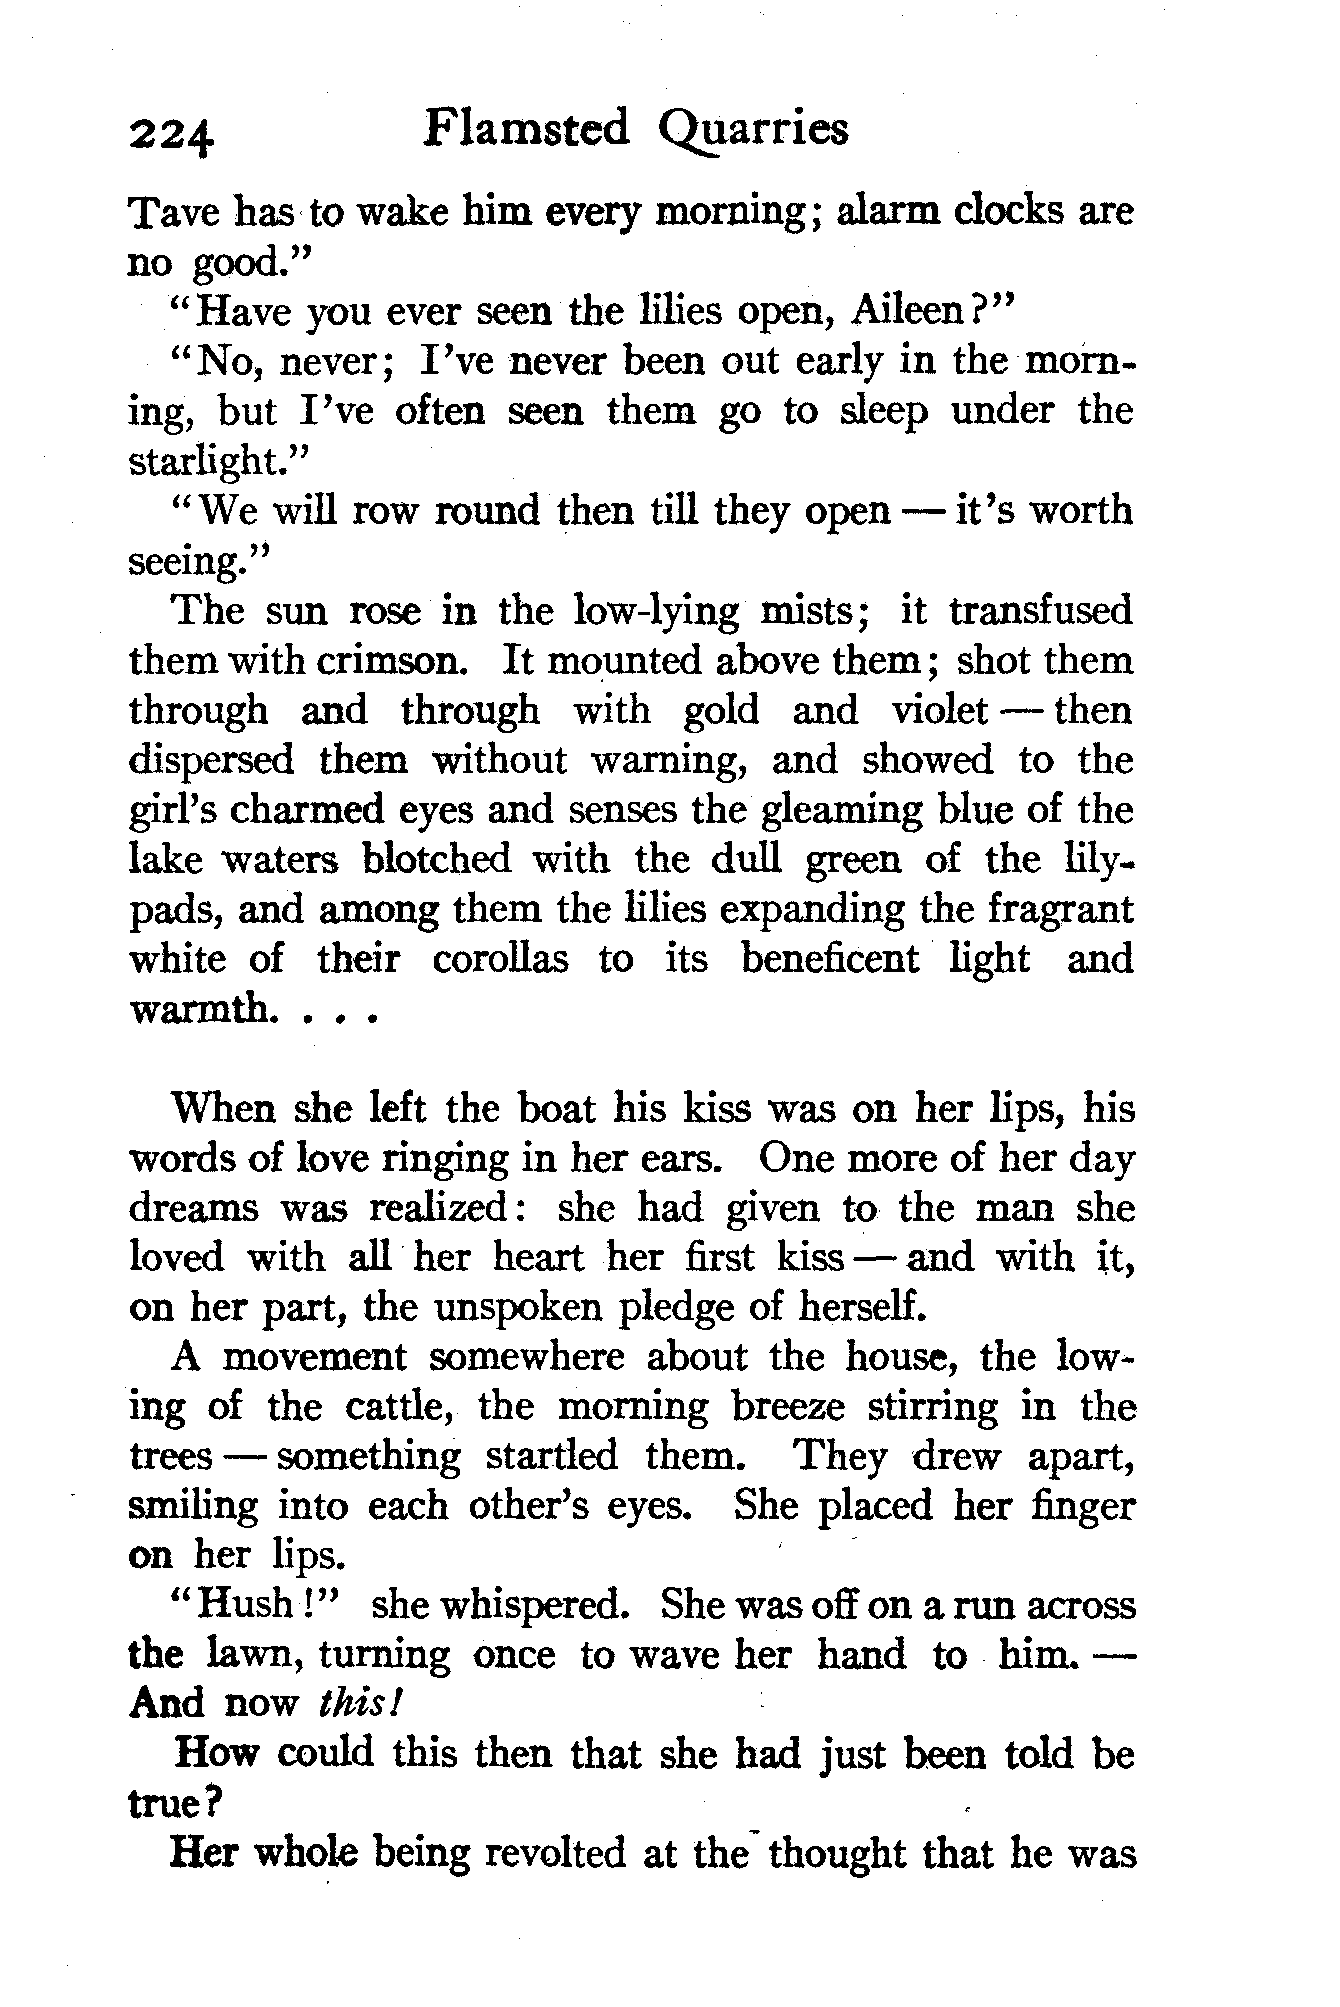 224 Flamsted Quarries
Tave has to wake him every morning; alarm clocks are
no good.”
“Have you ever seen the lilies open, Aileen?”
“No, never; I’ve never been out early in the morn-
ing, but I’ve often seen them go to sleep under the
starlight.”
“We will row round then till they open — it’s worth
seeing.”
The sun rose in the low-lying mists; it transfused
them with crimson. It mounted above them; shot them
through and through with gold and violet — then
dispersed them without warning, and showed to the
girl’s charmed eyes and senses the gleaming blue of the
lake waters blotched with the dull green of the lily-
pads, and among them the lilies expanding the fragrant
white of their corollas to its beneficent light and
warmth. . . .
When she left the boat his kiss was on her lips, his
words of love ringing in her ears. One more of her day
dreams was realized: she had given to the man she
loved with all her heart her first kiss — and with it,
on her part, the unspoken pledge of herself.
A movement somewhere about the house, the low-
ing of the cattle, the morning breeze stirring in the
trees — something startled them. They drew apart,
smiling into each other’s eyes. She placed her finger
on her lips.
“Hush!” she whispered. She was off on a run across
the lawn, turning once to wave her hand to him. —
And now this!
How could this then that she had just been told be
true?
Her whole being revolted at the thought that he was